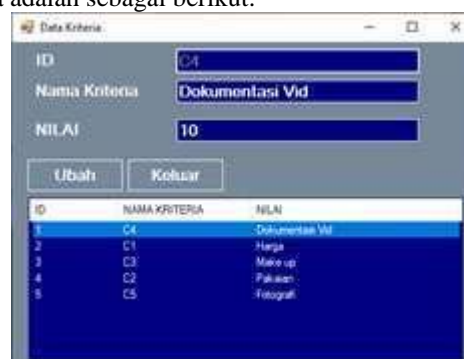 a adalah sebagai berikut.
Data Kriteria
ID C4
Nama Kriteria Dokumentasi Vid
NILAI 10
Ubah Keluar
ID NAMA KRITERIA NILAI
1 C4 Dokumentasi Vid
2 C1 Harga
3 C3 Make up
4 C2 Pakaian
5 C5 Fotografi